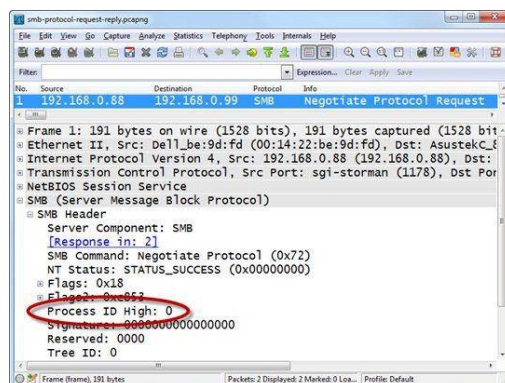 smb-protocol-request-reply.pcapng
File Edit View Go Capture Analyze Statistics Telephony Tools Internals Help
Filter: Expression... Clear Apply Save
No. Source Destination Protocol Info
1 192.168.0.88 192.168.0.99 SMB Negotiate Protocol Request
Frame 1: 191 bytes on wire (1528 bits), 191 bytes captured (1528 bit
Ethernet II, Src: Dell_be:9d:fd (00:14:22:be:9d:fd), Dst: AsustekC_8
Internet Protocol Version 4, Src: 192.168.0.88 (192.168.0.88), Dst:
Transmission Control Protocol, Src Port: sgi-storman (1178), Dst Por
NetBIOS Session Service
SMB (Server Message Block Protocol)
SMB Header
Server Component: SMB
[Response in: 2]
SMB Command: Negotiate Protocol (0x72)
NT Status: STATUS_SUCCESS (0x00000000)
Flags: 0x18
Flags2: 0xc853
Process ID High: 0
Signature: 0000000000000000
Reserved: 0000
Tree ID: 0
Frame (frame), 191 bytes Packets: 2 Displayed: 2 Marked: 0 Loa... Profile: Default